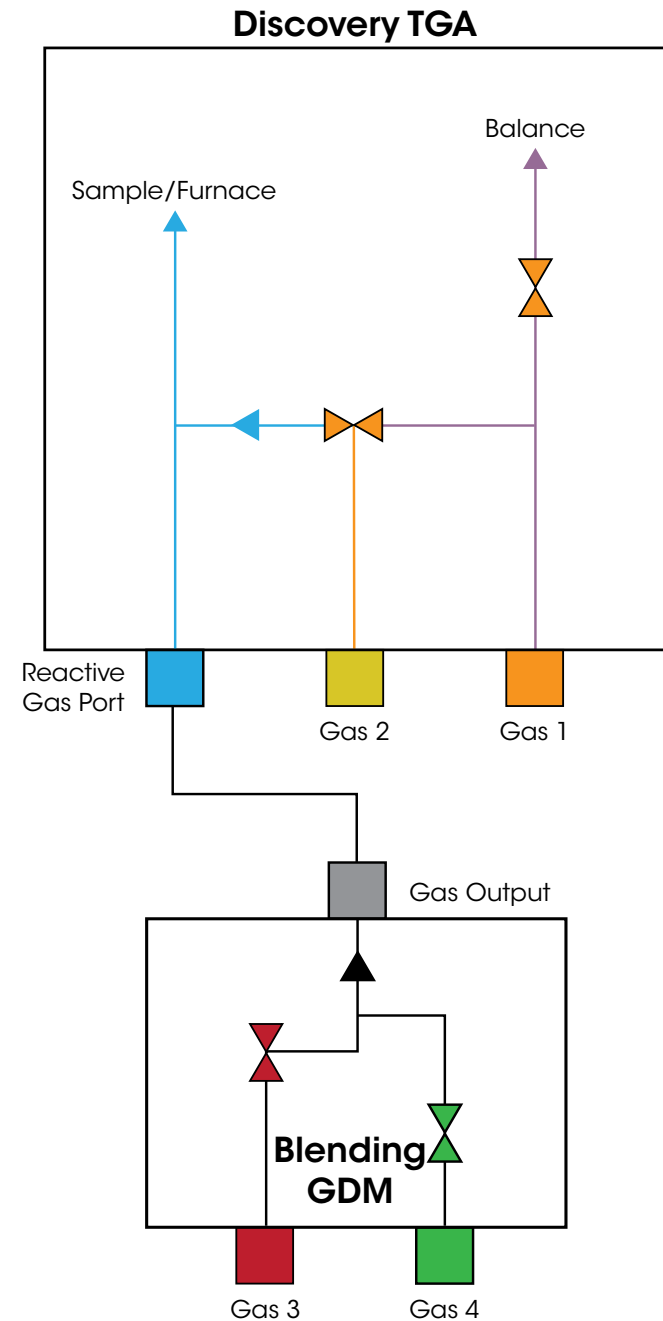 Discovery TGA
Balance
Sample/Furnace
Reactive
Gas Port
Gas 2
Gas 1
Gas Output
Blending
GDM
Gas 3
Gas 4